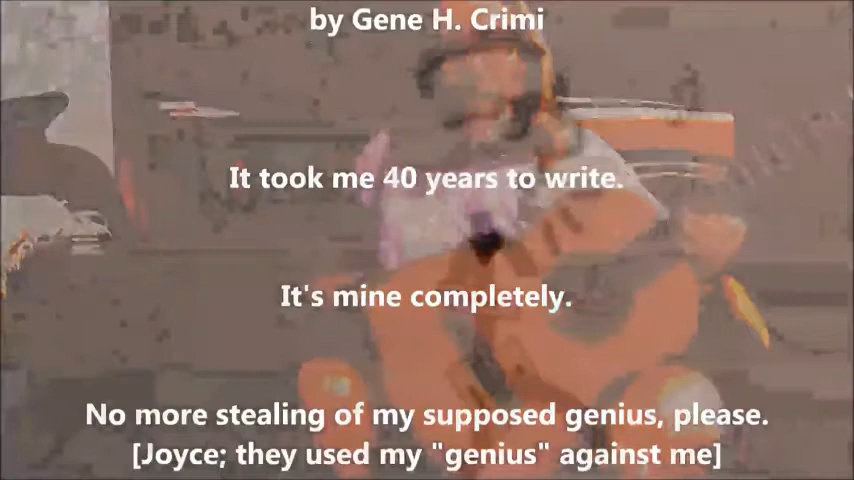 by Gene H. Crimi
It took me 40 years to write.
It's mine completely.
No more stealing of my supposed genius, please.
[Joyce; they used my "genius" against me]